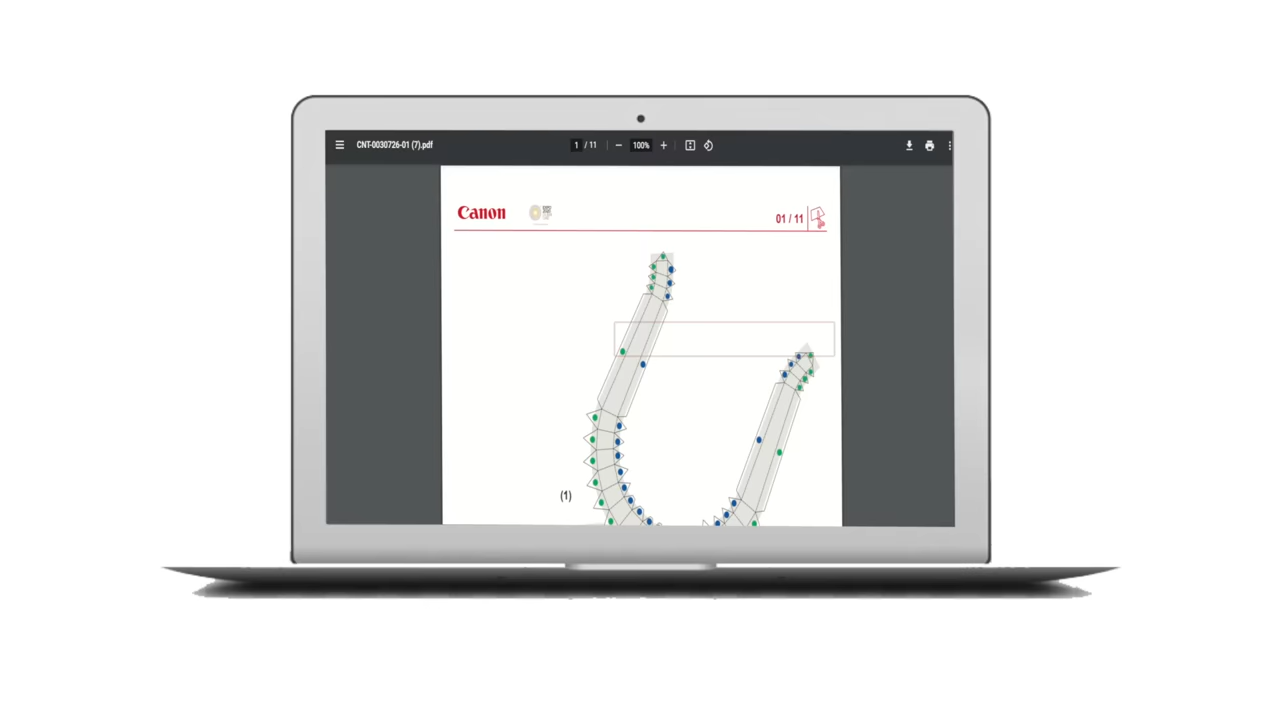 CNT-0030726-01 (7).pdf
1 / 11
100%
Canon
01 / 11
(1)